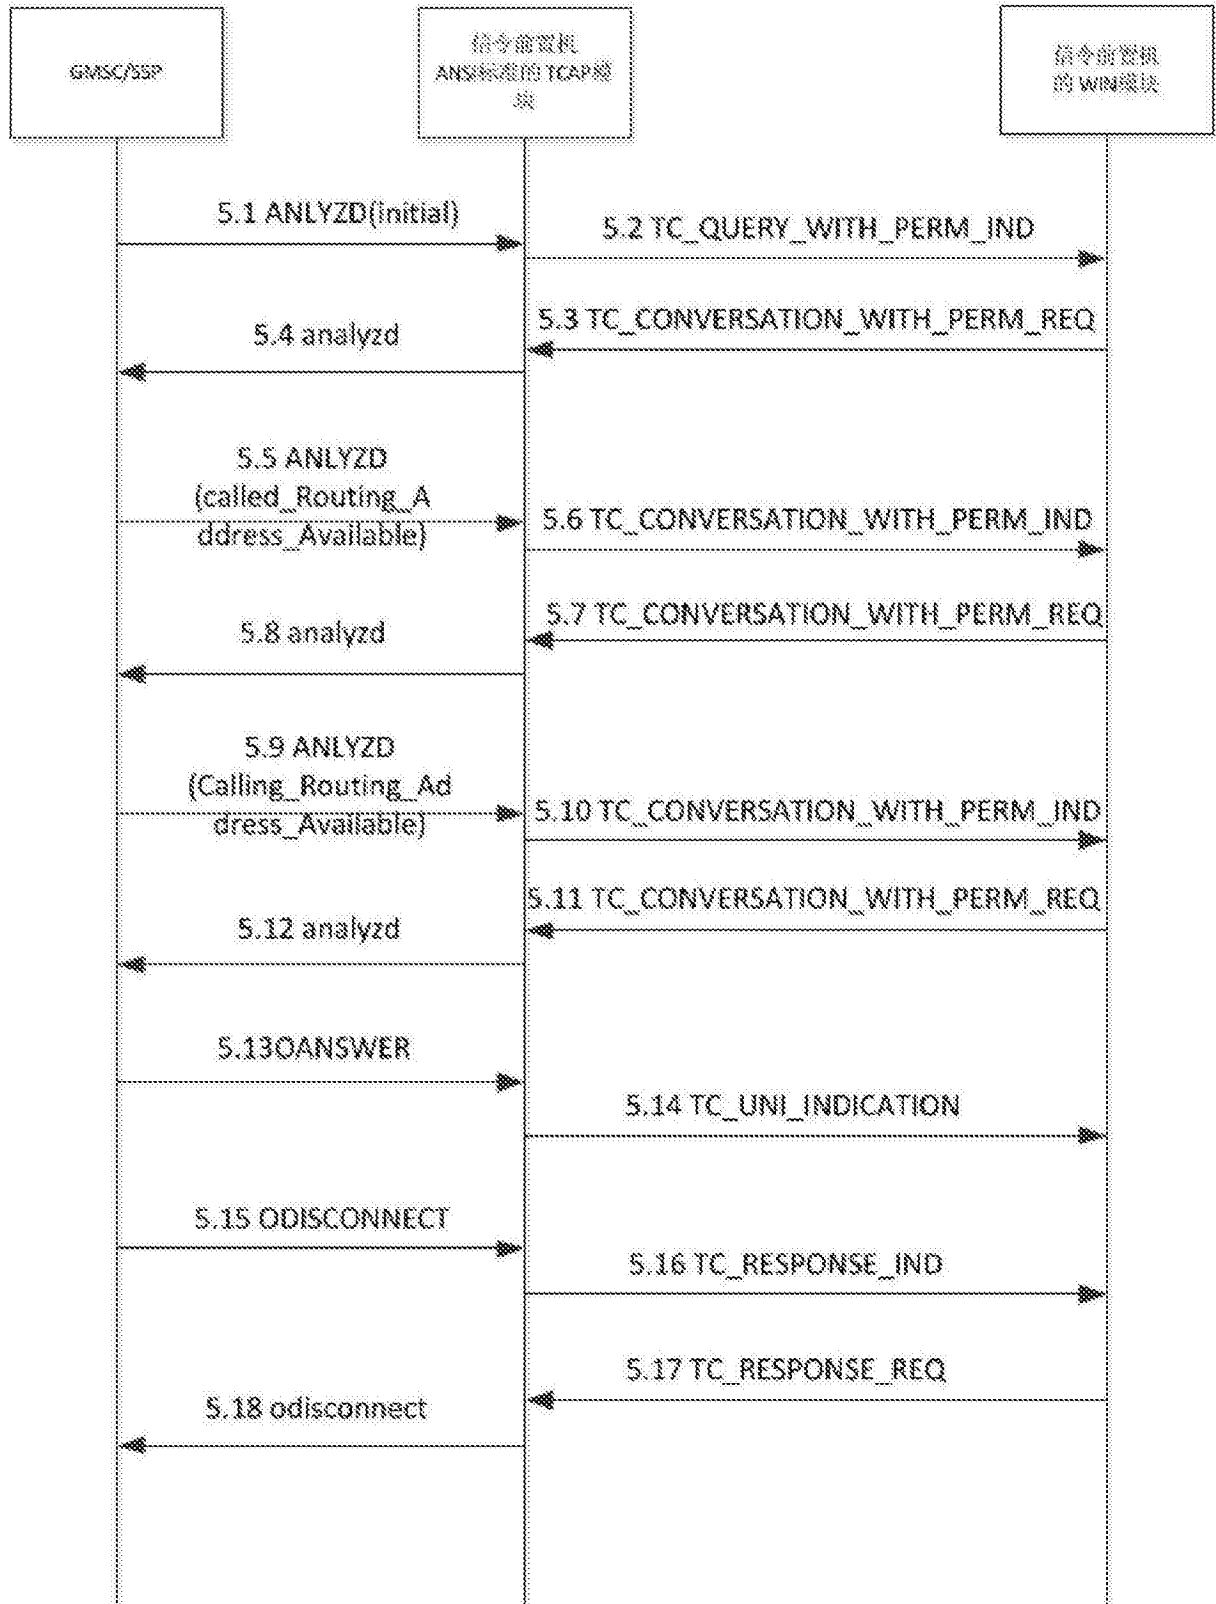 GMSC/SSP
信令前置机
ANSI标准的 TCAP模
块
信令前置机
的 WIN模块
5.1 ANLYZD(initial)
5.2 TC_QUERY_WITH_PERM_IND
5.3 TC_CONVERSATION_WITH_PERM_REQ
5.4 analyzd
5.5 ANLYZD
(called_Routing_A
ddress_Available)
5.6 TC_CONVERSATION_WITH_PERM_IND
5.7 TC_CONVERSATION_WITH_PERM_REQ
5.8 analyzd
5.9 ANLYZD
(Calling_Routing_Ad
dress_Available)
5.10 TC_CONVERSATION_WITH_PERM_IND
5.11 TC_CONVERSATION_WITH_PERM_REQ
5.12 analyzd
5.13OANSWER
5.14 TC_UNI_INDICATION
5.15 ODISCONNECT
5.16 TC_RESPONSE_IND
5.17 TC_RESPONSE_REQ
5.18 odisconnect